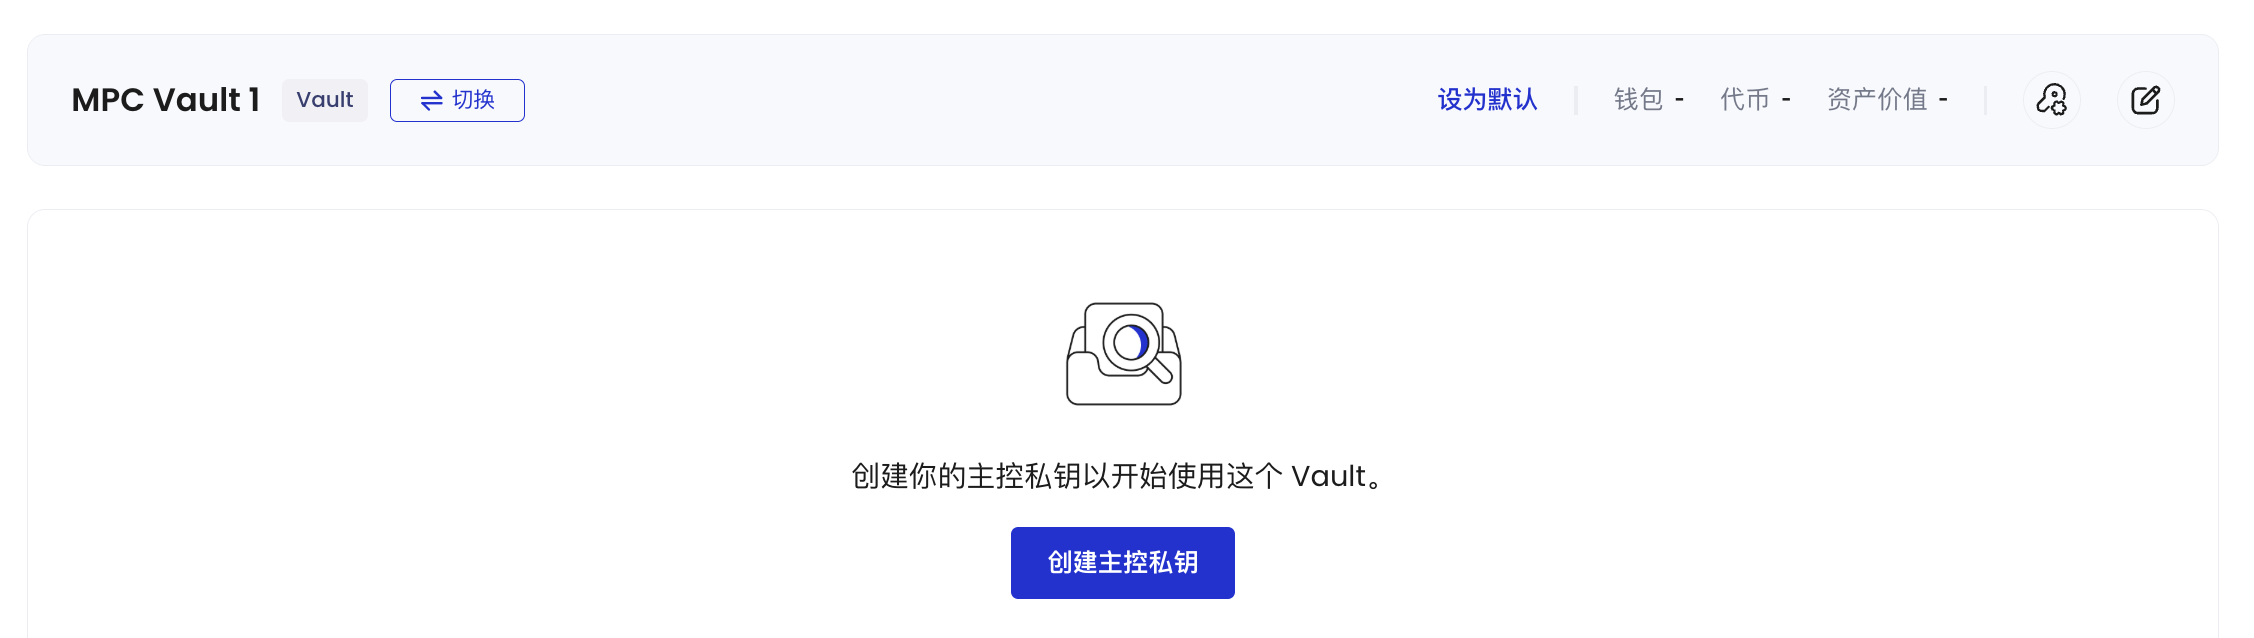 MPC Vault 1 Vault 切换 设为默认 钱包 - 代币 - 资产价值 -
创建你的主控私钥以开始使用这个 Vault。
创建主控私钥